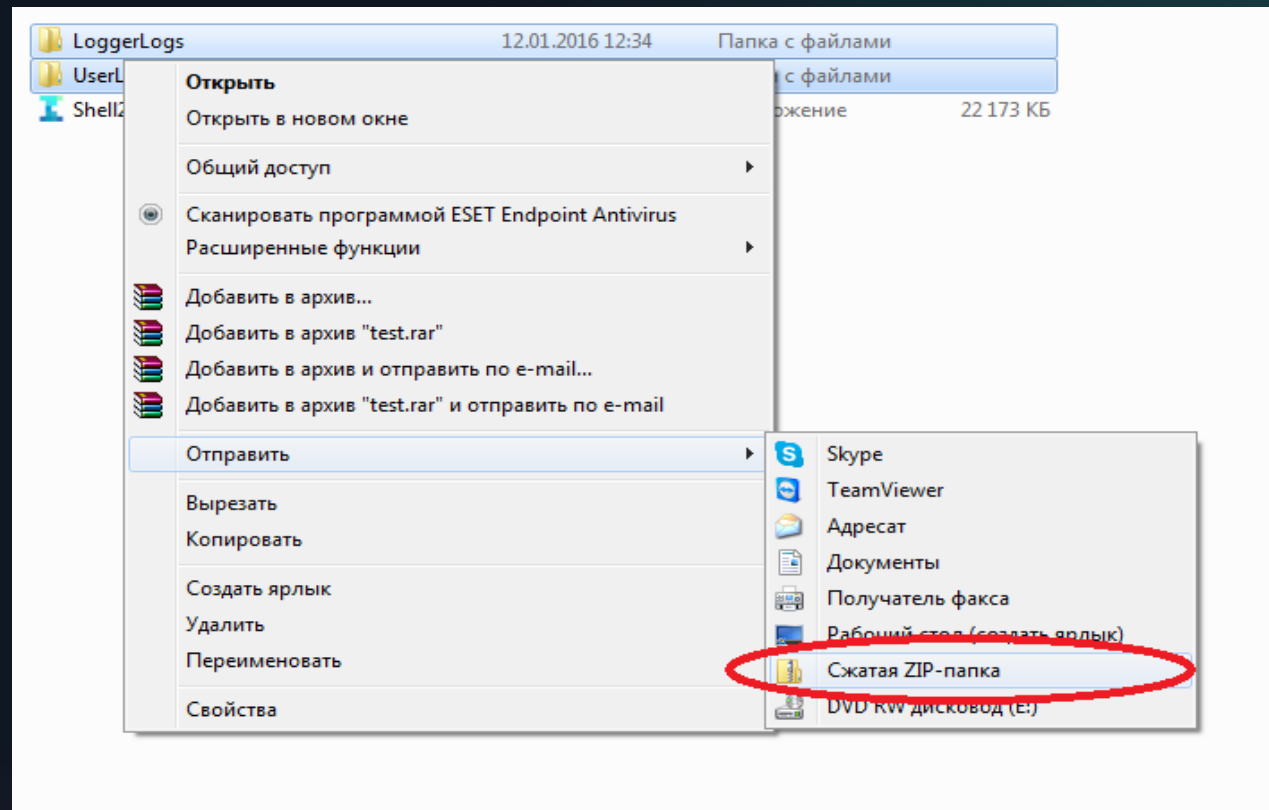 LoggerLogs 12.01.2016 12:34 Папка с файлами
UserL с файлами
Shell 22 173 КБ
Открыть
Открыть в новом окне
Общий доступ
Сканировать программой ESET Endpoint Antivirus
Расширенные функции
Добавить в архив...
Добавить в архив "test.rar"
Добавить в архив и отправить по e-mail...
Добавить в архив "test.rar" и отправить по e-mail
Отправить
Вырезать
Копировать
Создать ярлык
Удалить
Переименовать
Свойства
Skype
TeamViewer
Адресат
Документы
Получатель факса
Рабочий стол (создать ярлык)
Сжатая ZIP-папка
DVD RW дисковод (E:)